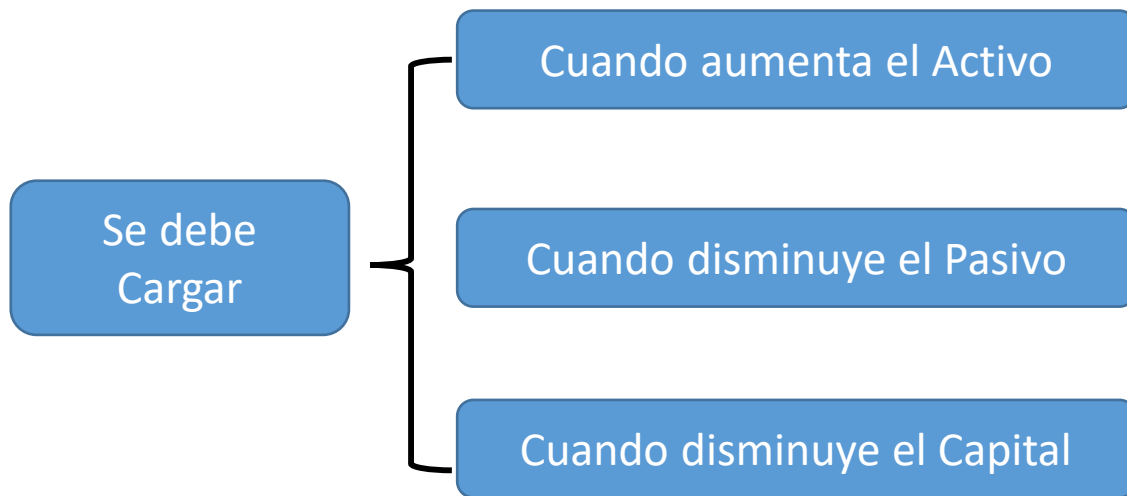 Cuando aumenta el Activo
Se debe
Cargar
Cuando disminuye el Pasivo
Cuando disminuye el Capital